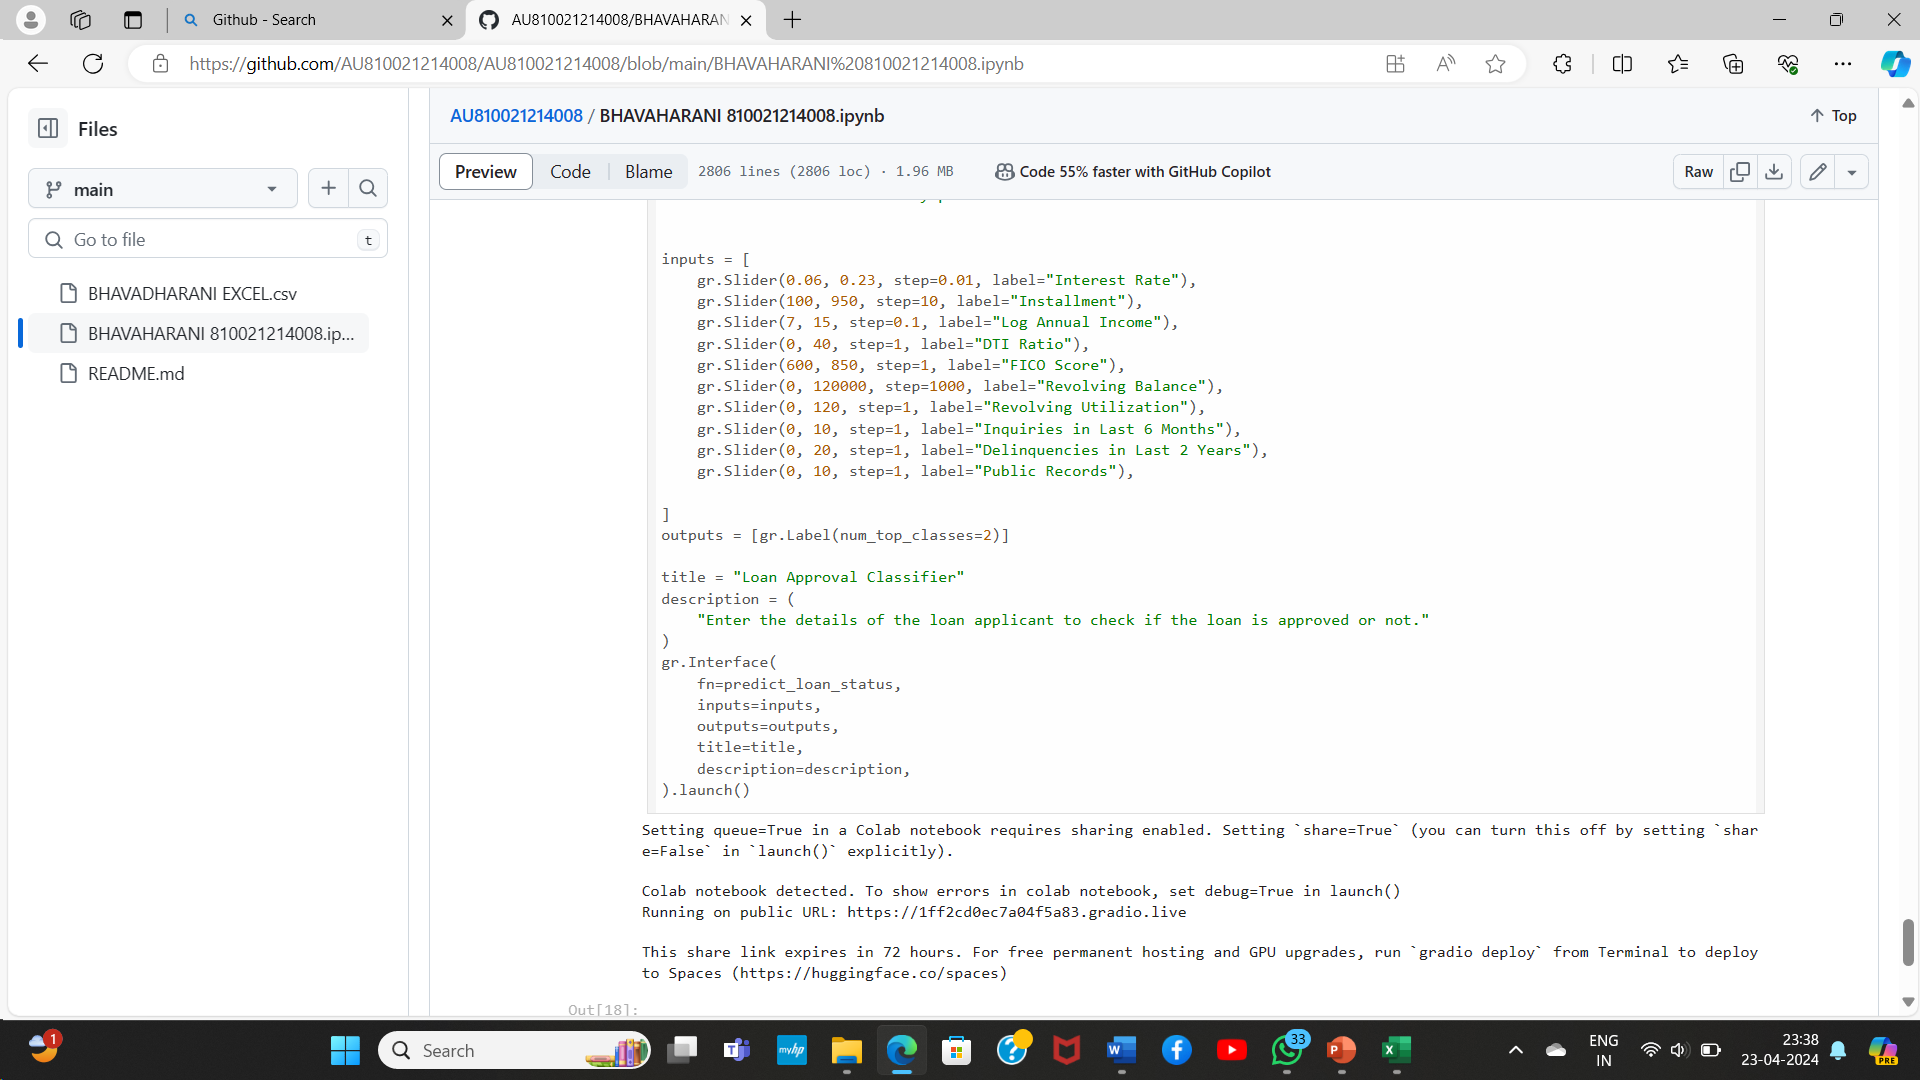 Github - Search
AU810021214008/BHAVAHARAN
https://github.com/AU810021214008/AU810021214008/blob/main/BHAVAHARANI%20810021214008.ipynb
Files
AU810021214008 / BHAVAHARANI 810021214008.ipynb
Top
main
Preview Code Blame 2806 lines (2806 loc) · 1.96 MB Code 55% faster with GitHub Copilot Raw
Go to file t
BHAVADHARANI EXCEL.csv
BHAVAHARANI 810021214008.ip...
README.md
inputs = [
    gr.Slider(0.06, 0.23, step=0.01, label="Interest Rate"),
    gr.Slider(100, 950, step=10, label="Installment"),
    gr.Slider(7, 15, step=0.1, label="Log Annual Income"),
    gr.Slider(0, 40, step=1, label="DTI Ratio"),
    gr.Slider(600, 850, step=1, label="FICO Score"),
    gr.Slider(0, 120000, step=1000, label="Revolving Balance"),
    gr.Slider(0, 120, step=1, label="Revolving Utilization"),
    gr.Slider(0, 10, step=1, label="Inquiries in Last 6 Months"),
    gr.Slider(0, 20, step=1, label="Delinquencies in Last 2 Years"),
    gr.Slider(0, 10, step=1, label="Public Records"),
]
outputs = [gr.Label(num_top_classes=2)]
title = "Loan Approval Classifier"
description = (
    "Enter the details of the loan applicant to check if the loan is approved or not."
)
gr.Interface(
    fn=predict_loan_status,
    inputs=inputs,
    outputs=outputs,
    title=title,
    description=description,
).launch()
Setting queue=True in a Colab notebook requires sharing enabled. Setting `share=True` (you can turn this off by setting `shar
e=False` in `launch()` explicitly).
Colab notebook detected. To show errors in colab notebook, set debug=True in launch()
Running on public URL: https://1ff2cd0ec7a04f5a83.gradio.live
This share link expires in 72 hours. For free permanent hosting and GPU upgrades, run `gradio deploy` from Terminal to deploy
to Spaces (https://huggingface.co/spaces)
Out[18]:
1
Search
myhp
33
ENG
IN
23:38
23-04-2024
PRE